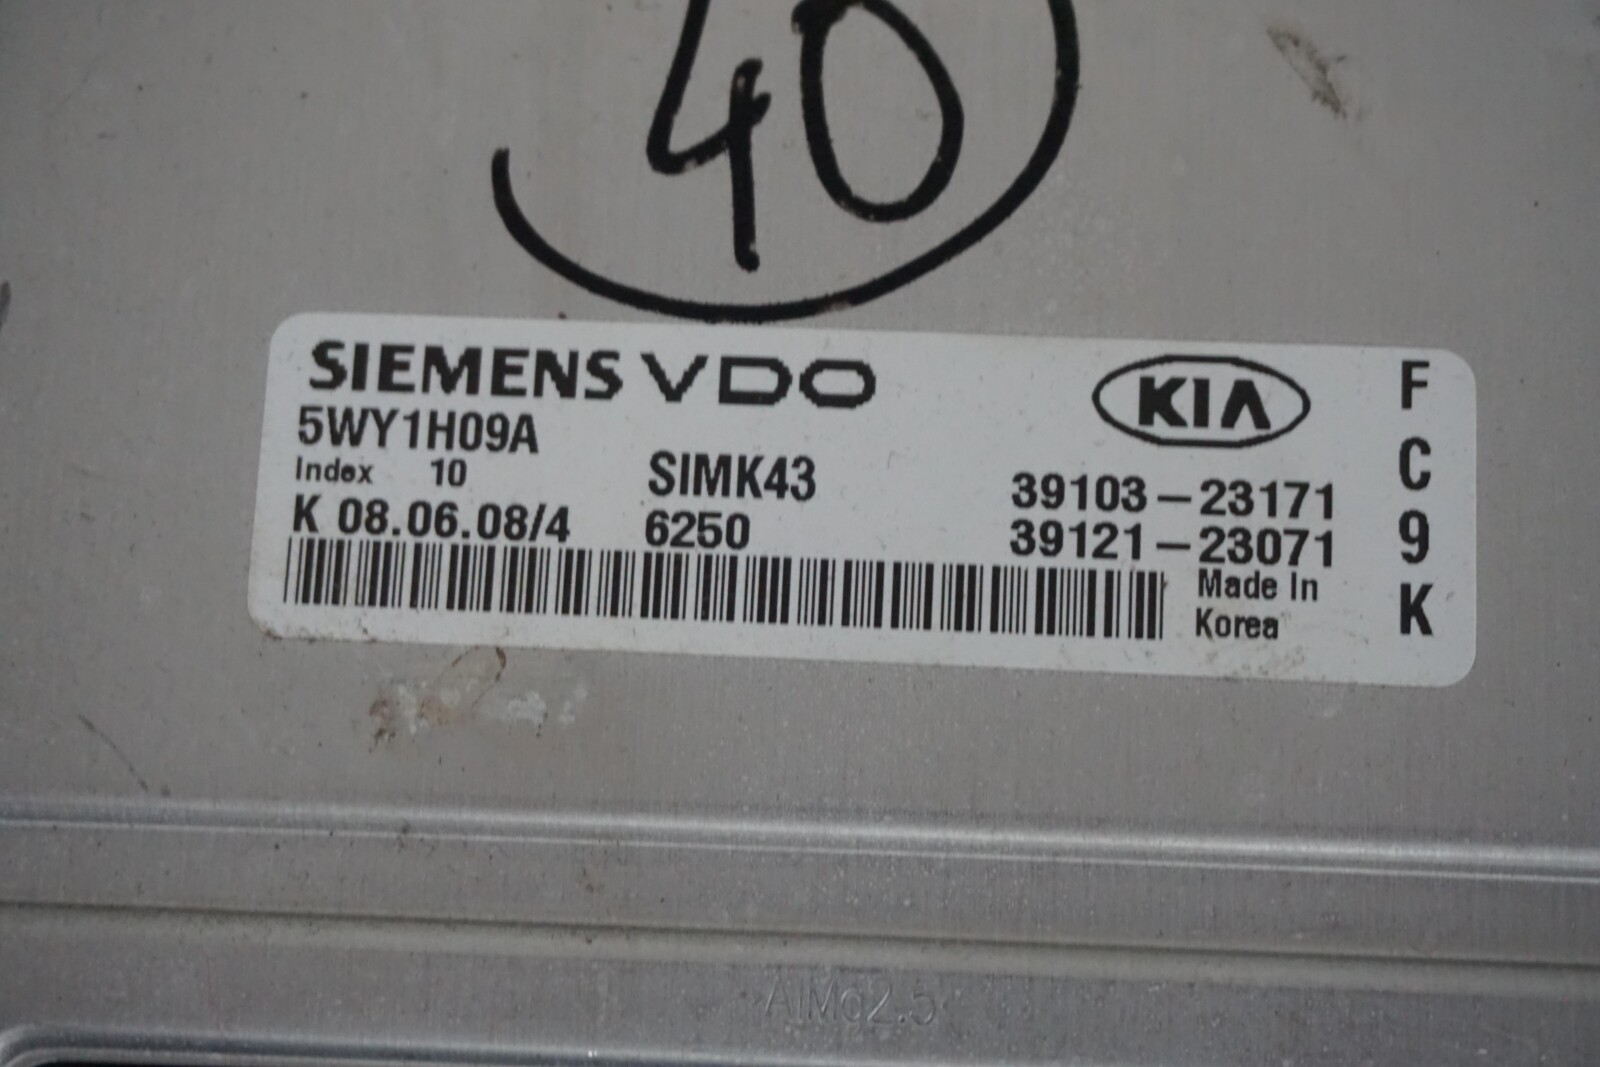 40
SIEMENS VDO
KIA
5WY1H09A
Index 10
SIMK43
39103-23171
K 08.06.08/4
6250
39121-23071
Made In
Korea
F
C
9
K
AlMg2.5